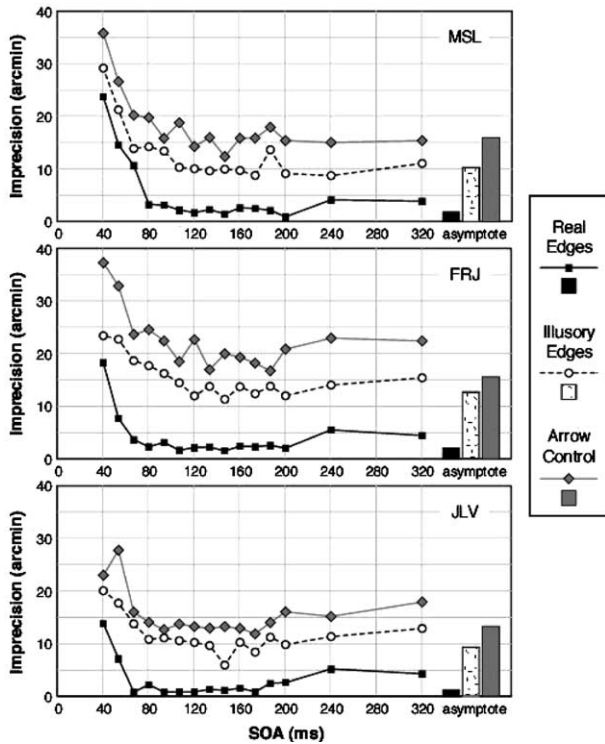 40
MSL
30
20
10
0
Imprecision (arcmin)
0 40 80 120 160 200 240 280 320 asymptote
40
FRJ
30
20
10
0
Imprecision (arcmin)
0 40 80 120 160 200 240 280 320 asymptote
40
JLV
30
20
10
0
Imprecision (arcmin)
0 40 80 120 160 200 240 280 320 asymptote
SOA (ms)
Real
Edges
Illusory
Edges
Arrow
Control